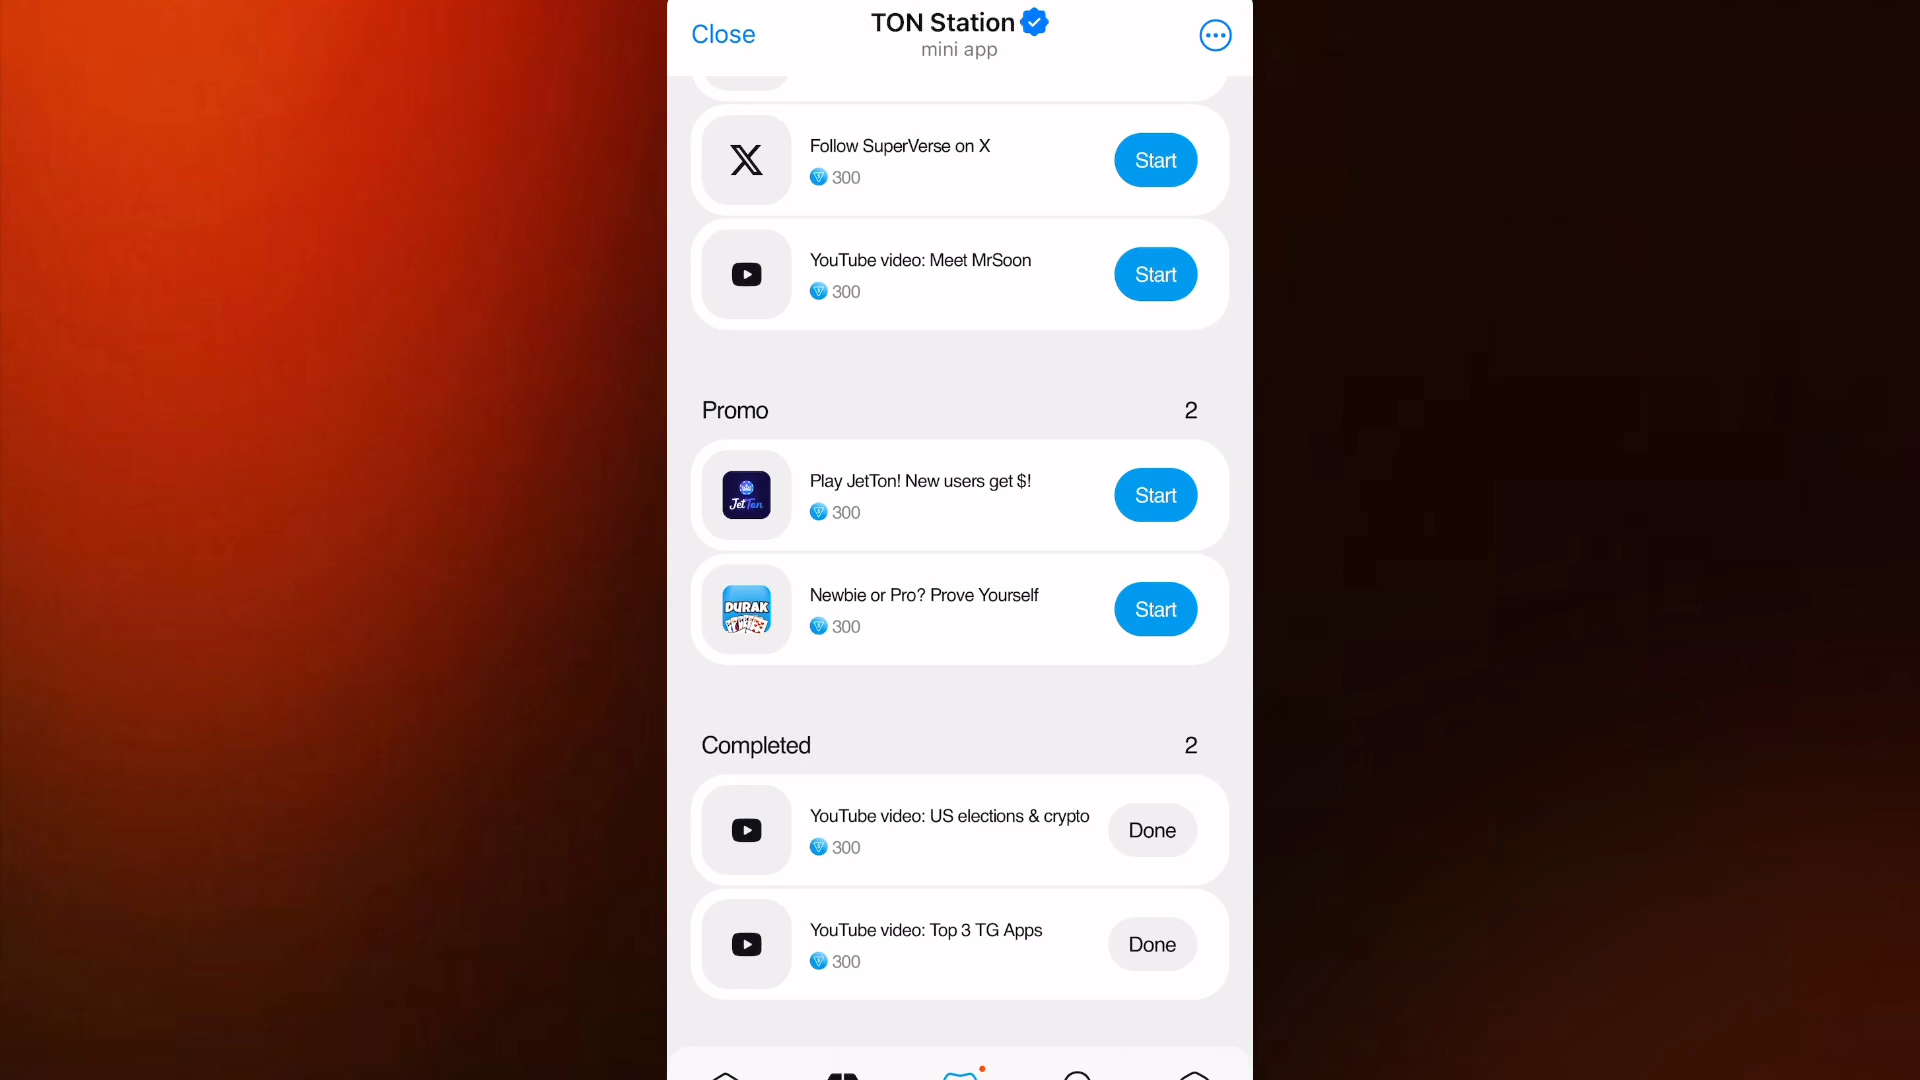 Close
TON Station
mini app
Follow SuperVerse on X
300
Start
YouTube video: Meet MrSoon
300
Start
Promo
2
JetTon
Play JetTon! New users get $!
300
Start
DURAK
Newbie or Pro? Prove Yourself
300
Start
Completed
2
YouTube video: US elections & crypto
300
Done
YouTube video: Top 3 TG Apps
300
Done